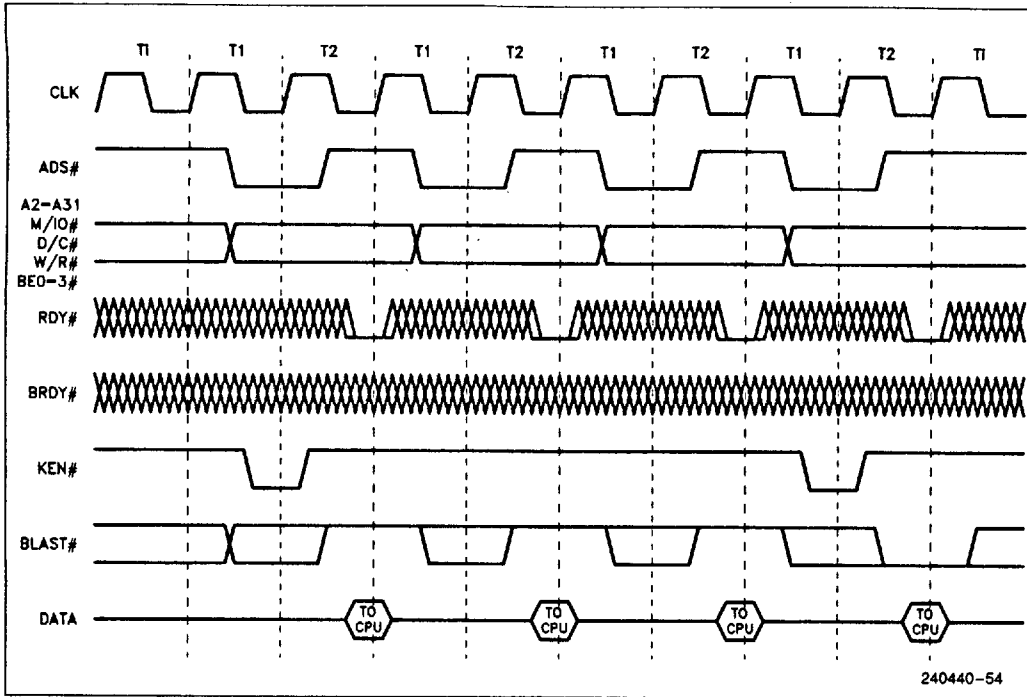 Ti T1 T2 T1 T2 T1 T2 T1 T2 Ti
CLK
ADS#
A2-A31
M/IO#
D/C#
W/R#
BE0-3#
RDY#
BRDY#
KEN#
BLAST#
DATA
TO CPU
TO CPU
TO CPU
TO CPU
240440-54